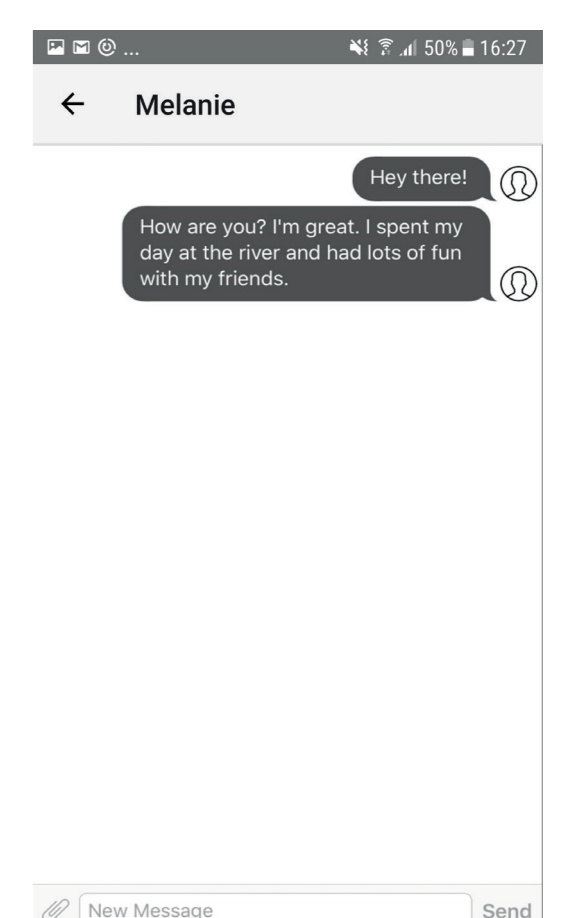 ... 50% 16:27
Melanie
Hey there!
How are you? I'm great. I spent my
day at the river and had lots of fun
with my friends.
New Message Send